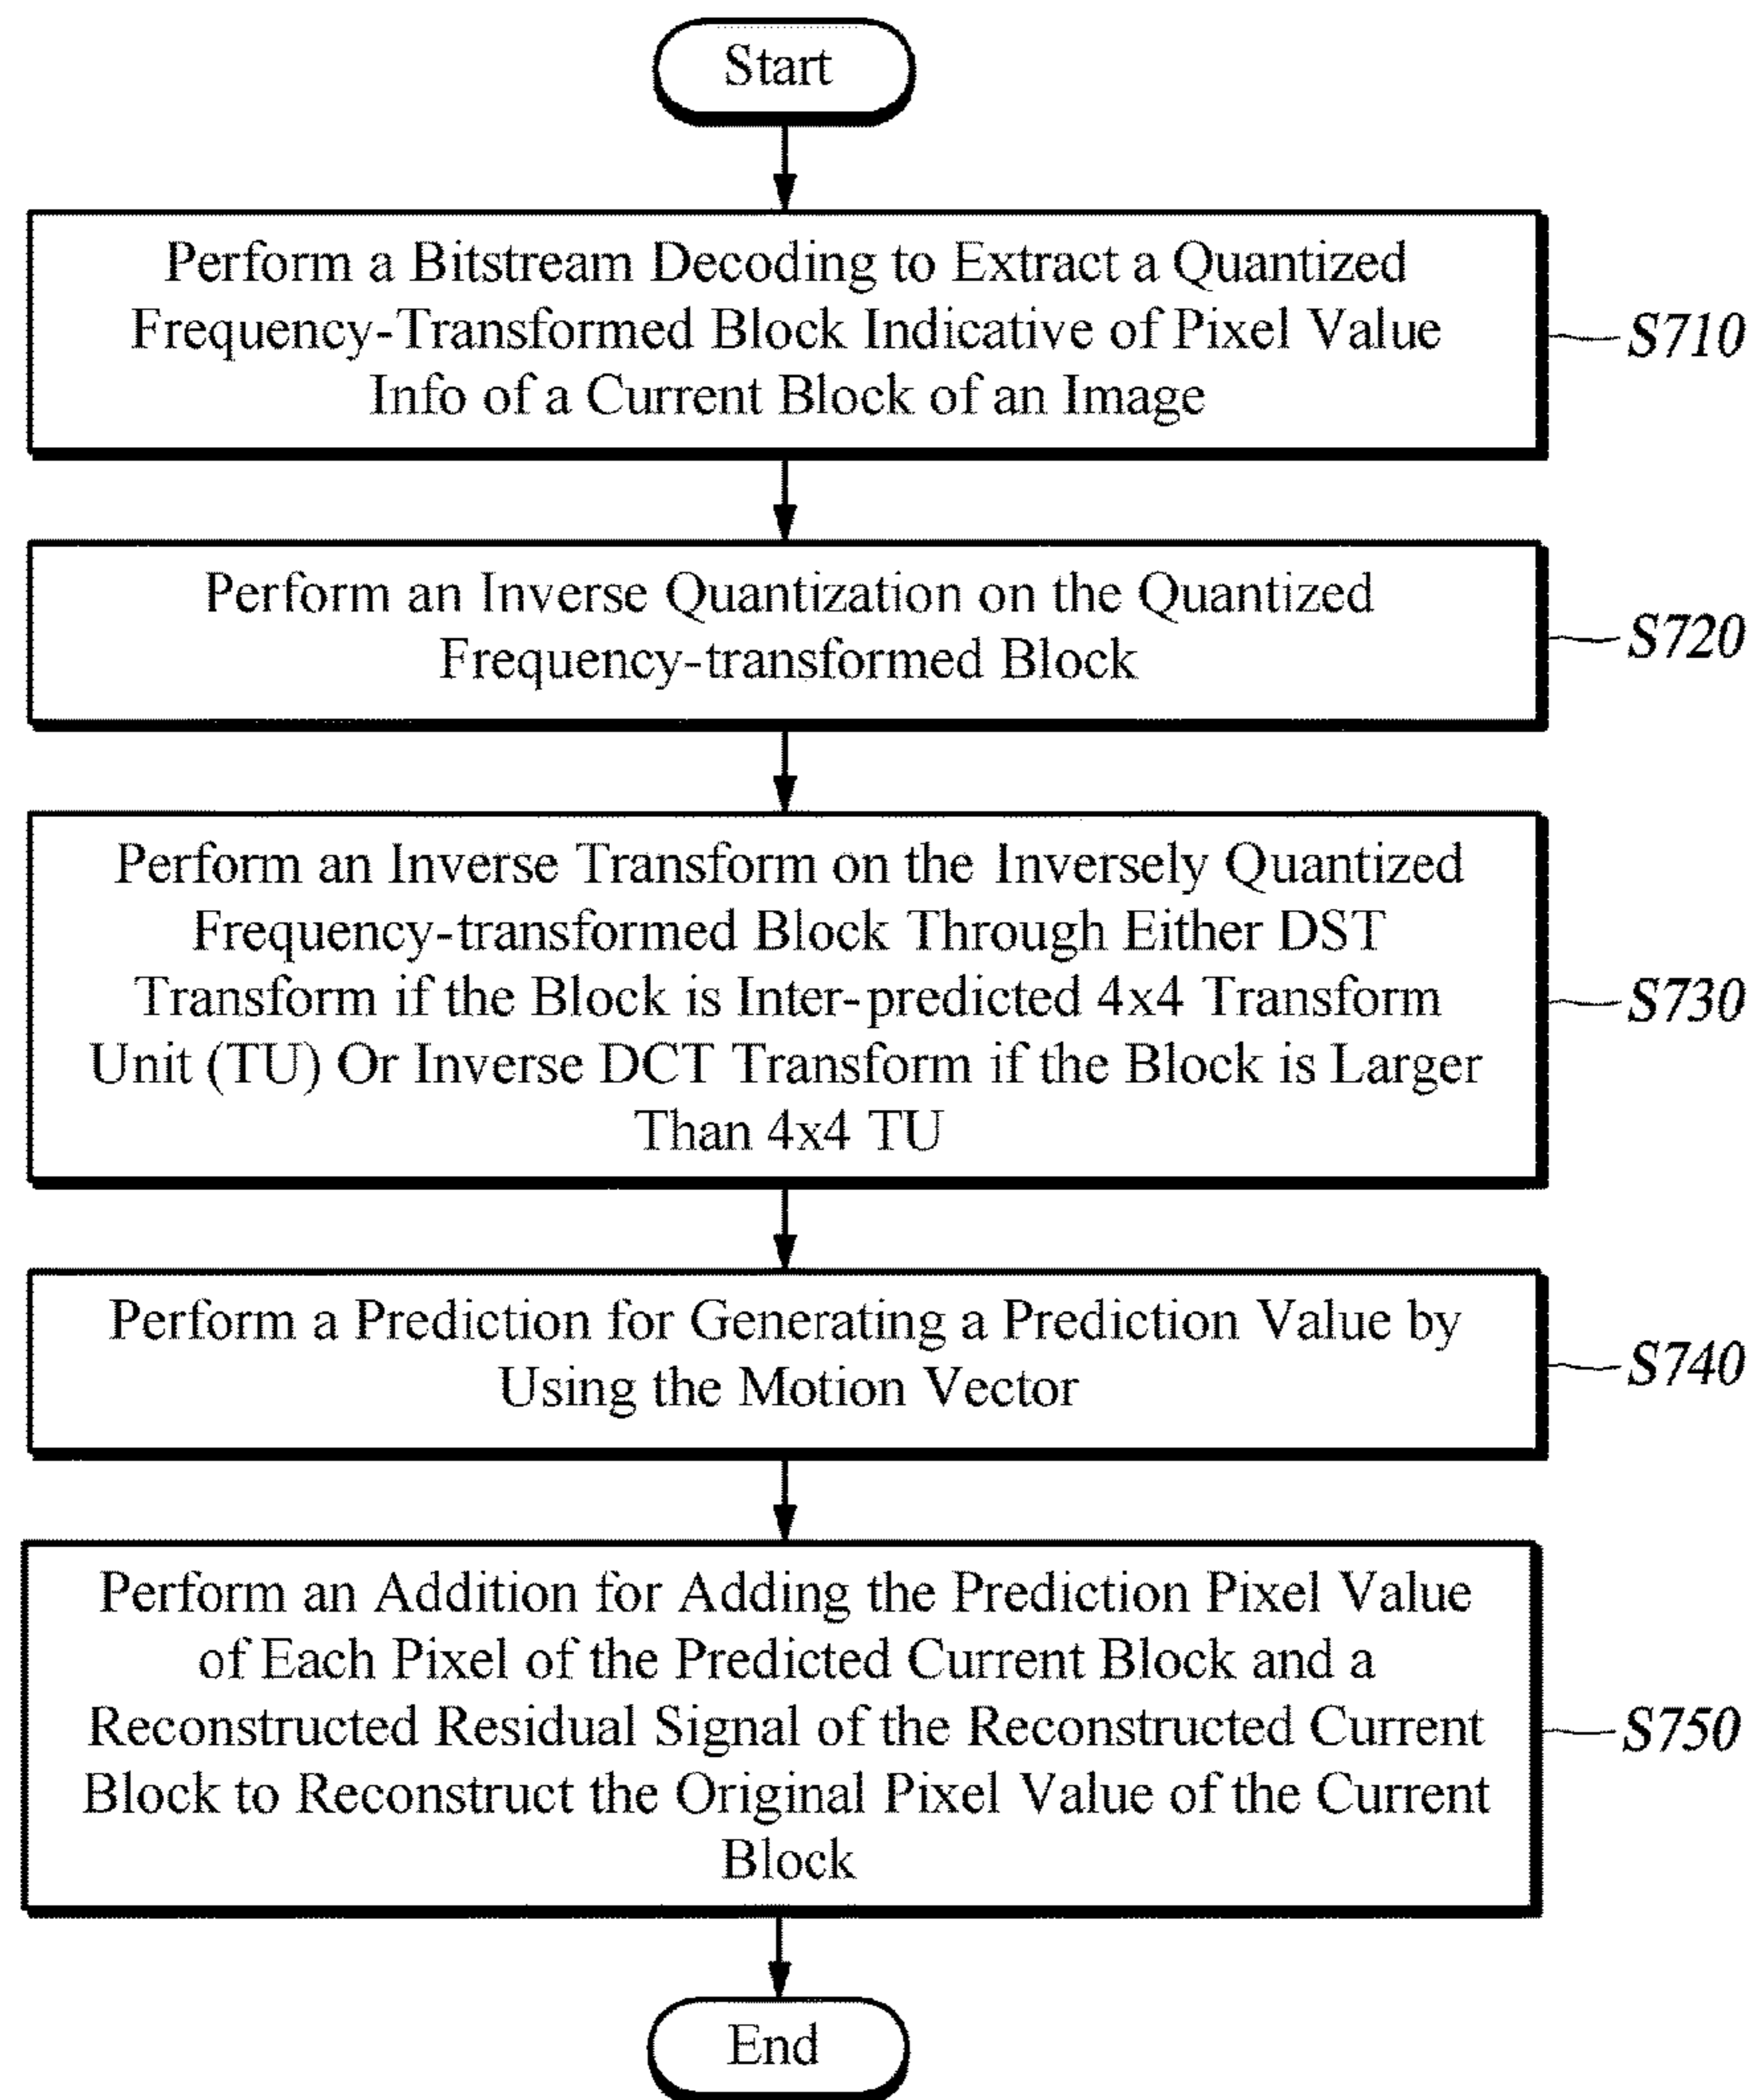 Start
Perform a Bitstream Decoding to Extract a Quantized
Frequency-Transformed Block Indicative of Pixel Value
Info of a Current Block of an Image
S710
Perform an Inverse Quantization on the Quantized
Frequency-transformed Block
S720
Perform an Inverse Transform on the Inversely Quantized
Frequency-transformed Block Through Either DST
Transform if the Block is Inter-predicted 4x4 Transform
Unit (TU) Or Inverse DCT Transform if the Block is Larger
Than 4x4 TU
S730
Perform a Prediction for Generating a Prediction Value by
Using the Motion Vector
S740
Perform an Addition for Adding the Prediction Pixel Value
of Each Pixel of the Predicted Current Block and a
Reconstructed Residual Signal of the Reconstructed Current
Block to Reconstruct the Original Pixel Value of the Current
Block
S750
End